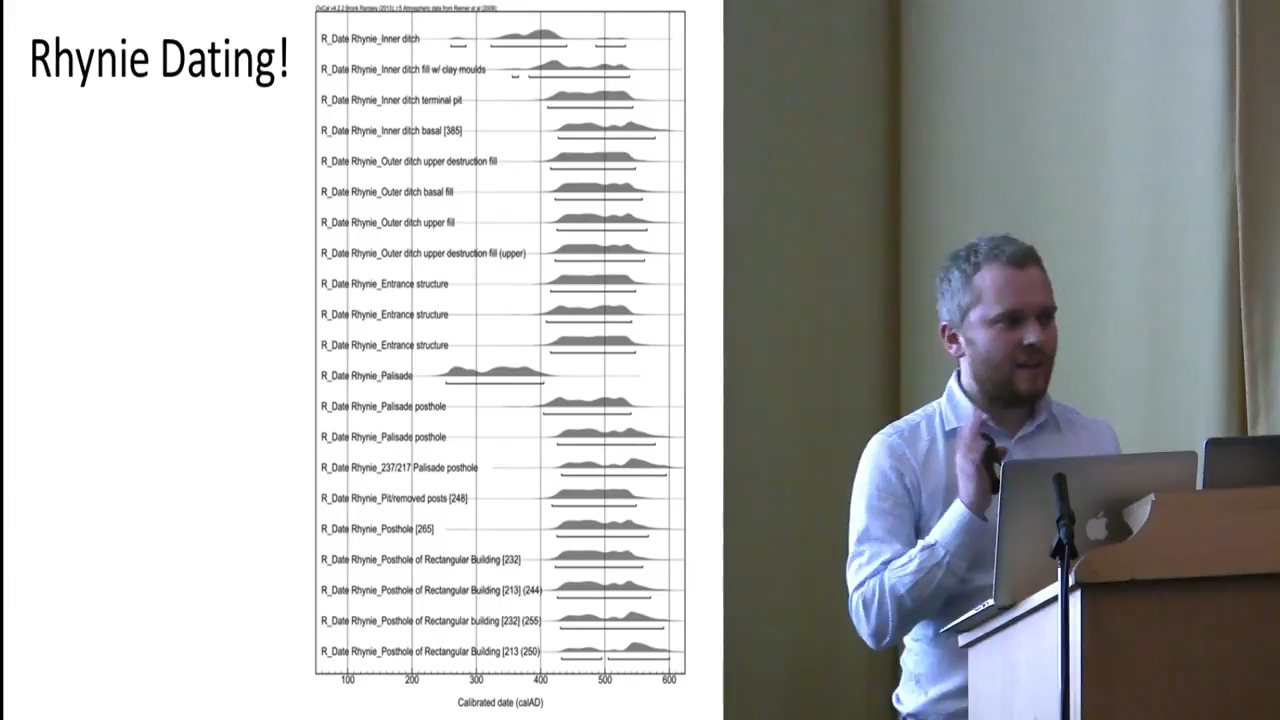 OxCal v4.2.2 Bronk Ramsey (2013); r:5 Atmospheric data from Reimer et al (2009);
Rhynie Dating!
R_Date Rhynie_Inner ditch
R_Date Rhynie_Inner ditch fill w/ clay moulds
R_Date Rhynie_Inner ditch terminal pit
R_Date Rhynie_Inner ditch basal [385]
R_Date Rhynie_Outer ditch upper destruction fill
R_Date Rhynie_Outer ditch basal fill
R_Date Rhynie_Outer ditch upper fill
R_Date Rhynie_Outer ditch upper destruction fill (upper)
R_Date Rhynie_Entrance structure
R_Date Rhynie_Entrance structure
R_Date Rhynie_Entrance structure
R_Date Rhynie_Palisade
R_Date Rhynie_Palisade posthole
R_Date Rhynie_Palisade posthole
R_Date Rhynie_237/217 Palisade posthole
R_Date Rhynie_Pit/removed posts [248]
R_Date Rhynie_Posthole [265]
R_Date Rhynie_Posthole of Rectangular Building [232]
R_Date Rhynie_Posthole of Rectangular Building [213] (244)
R_Date Rhynie_Posthole of Rectangular building [232] (255)
R_Date Rhynie_Posthole of Rectangular Building [213 (250)
100 200 300 400 500 600
Calibrated date (calAD)